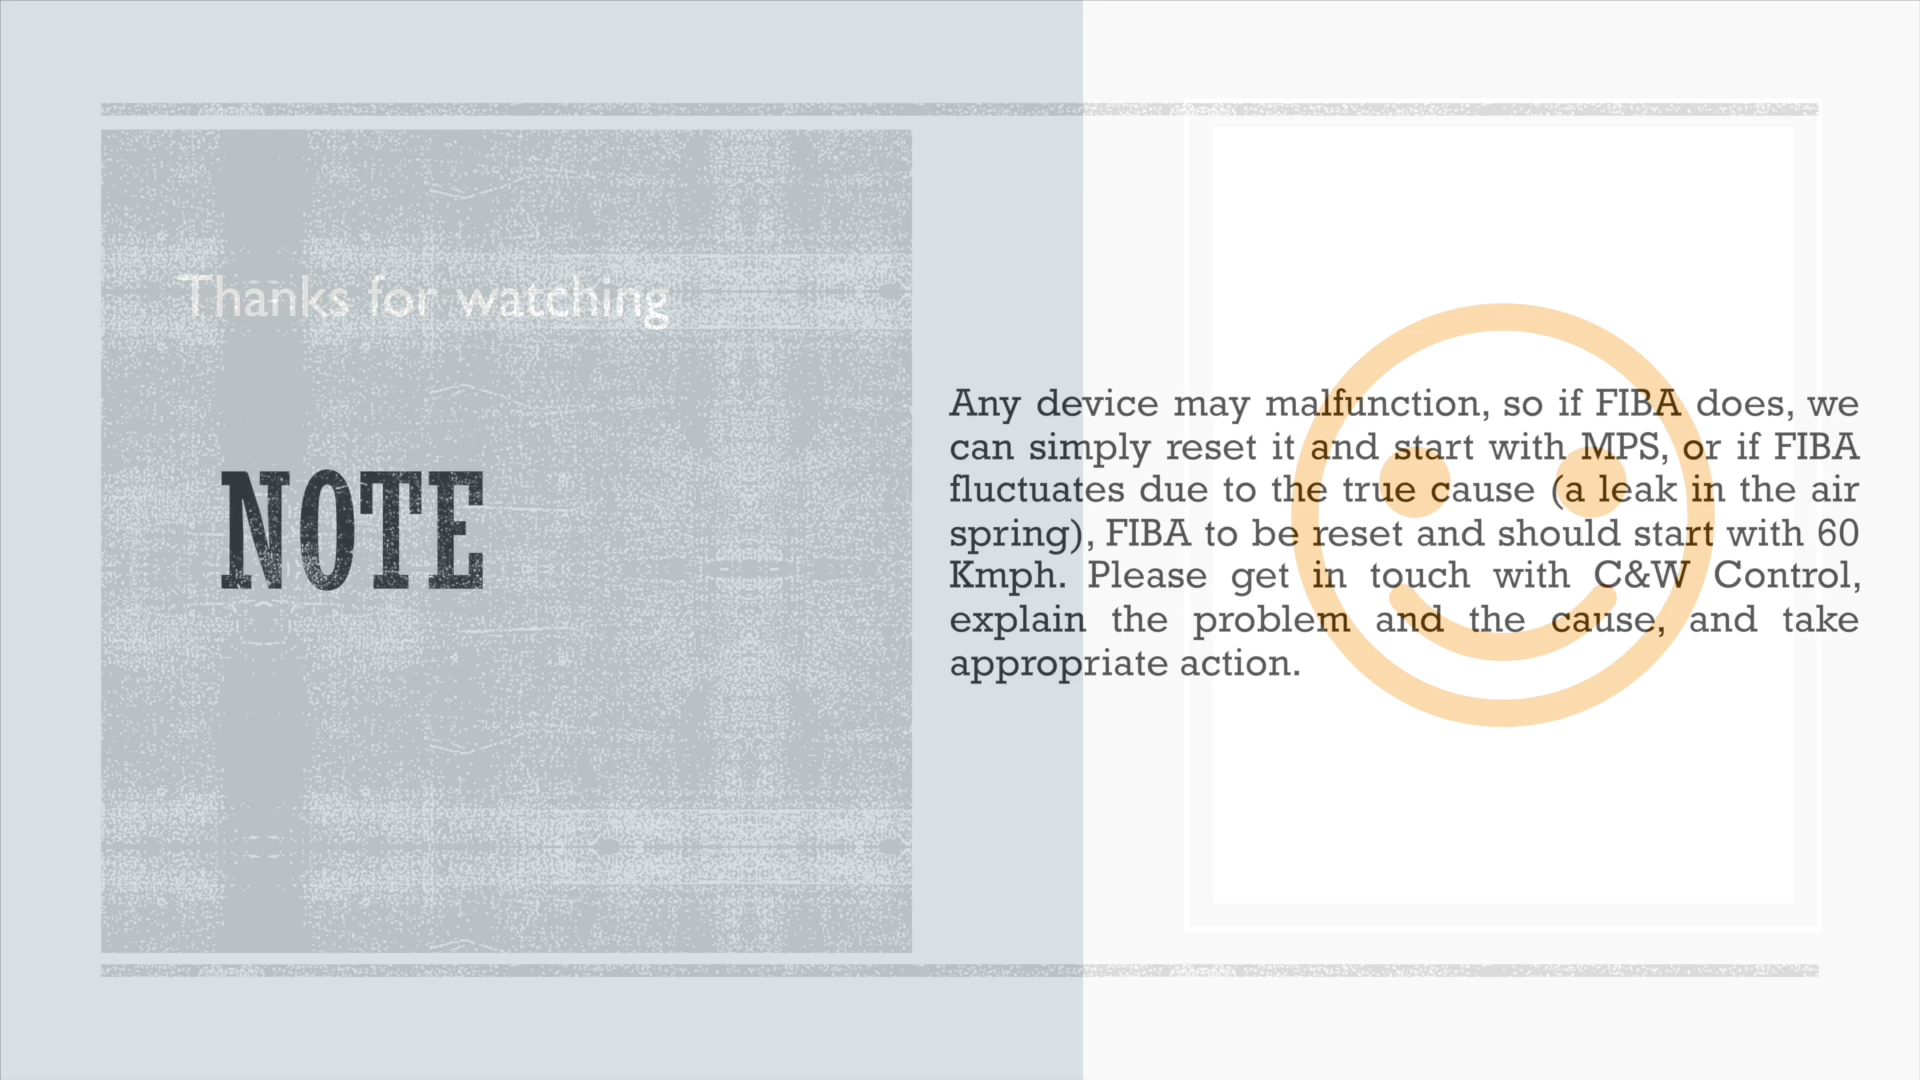 Thanks for watching
NOTE
Any device may malfunction, so if FIBA does, we
can simply reset it and start with MPS, or if FIBA
fluctuates due to the true cause (a leak in the air
spring), FIBA to be reset and should start with 60
Kmph. Please get in touch with C&W Control,
explain the problem and the cause, and take
appropriate action.